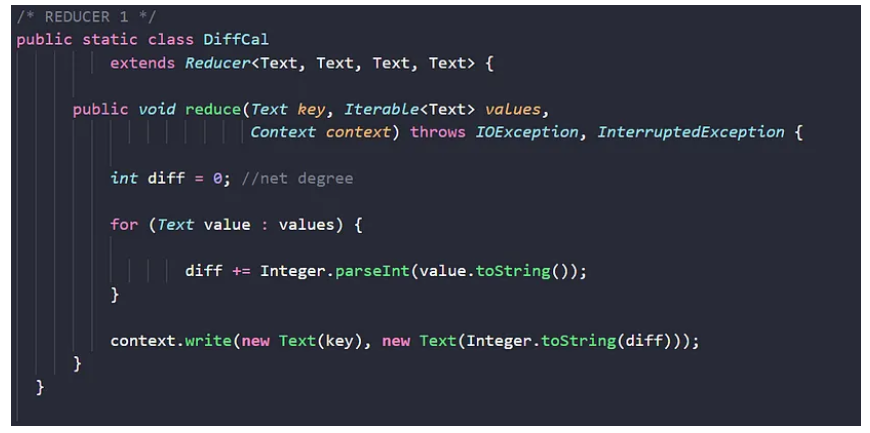 /* REDUCER 1 */
public static class DiffCal
extends Reducer<Text, Text, Text, Text> {
public void reduce(Text key, Iterable<Text> values,
Context context) throws IOException, InterruptedException {
int diff = 0; //net degree
for (Text value : values) {
diff += Integer.parseInt(value.toString());
}
context.write(new Text(key), new Text(Integer.toString(diff)));
}
}